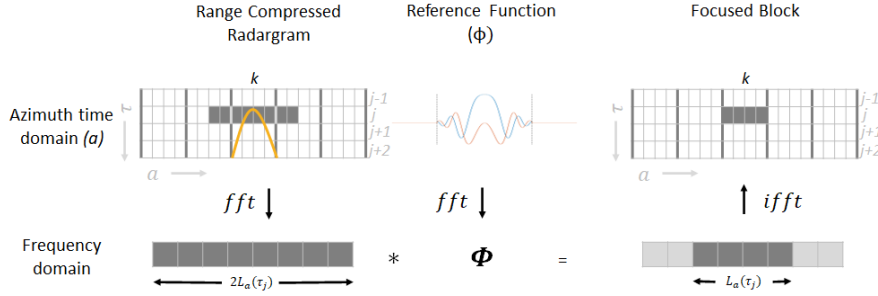 Range Compressed
Radargram
Reference Function
(ϕ)
Focused Block
Azimuth time
domain (a)
τ
k
j-1
j
j+1
j+2
a
τ
k
j-1
j
j+1
j+2
a
fft
fft
ifft
Frequency
domain
* Φ =
2Lₐ(τⱼ)
Lₐ(τⱼ)